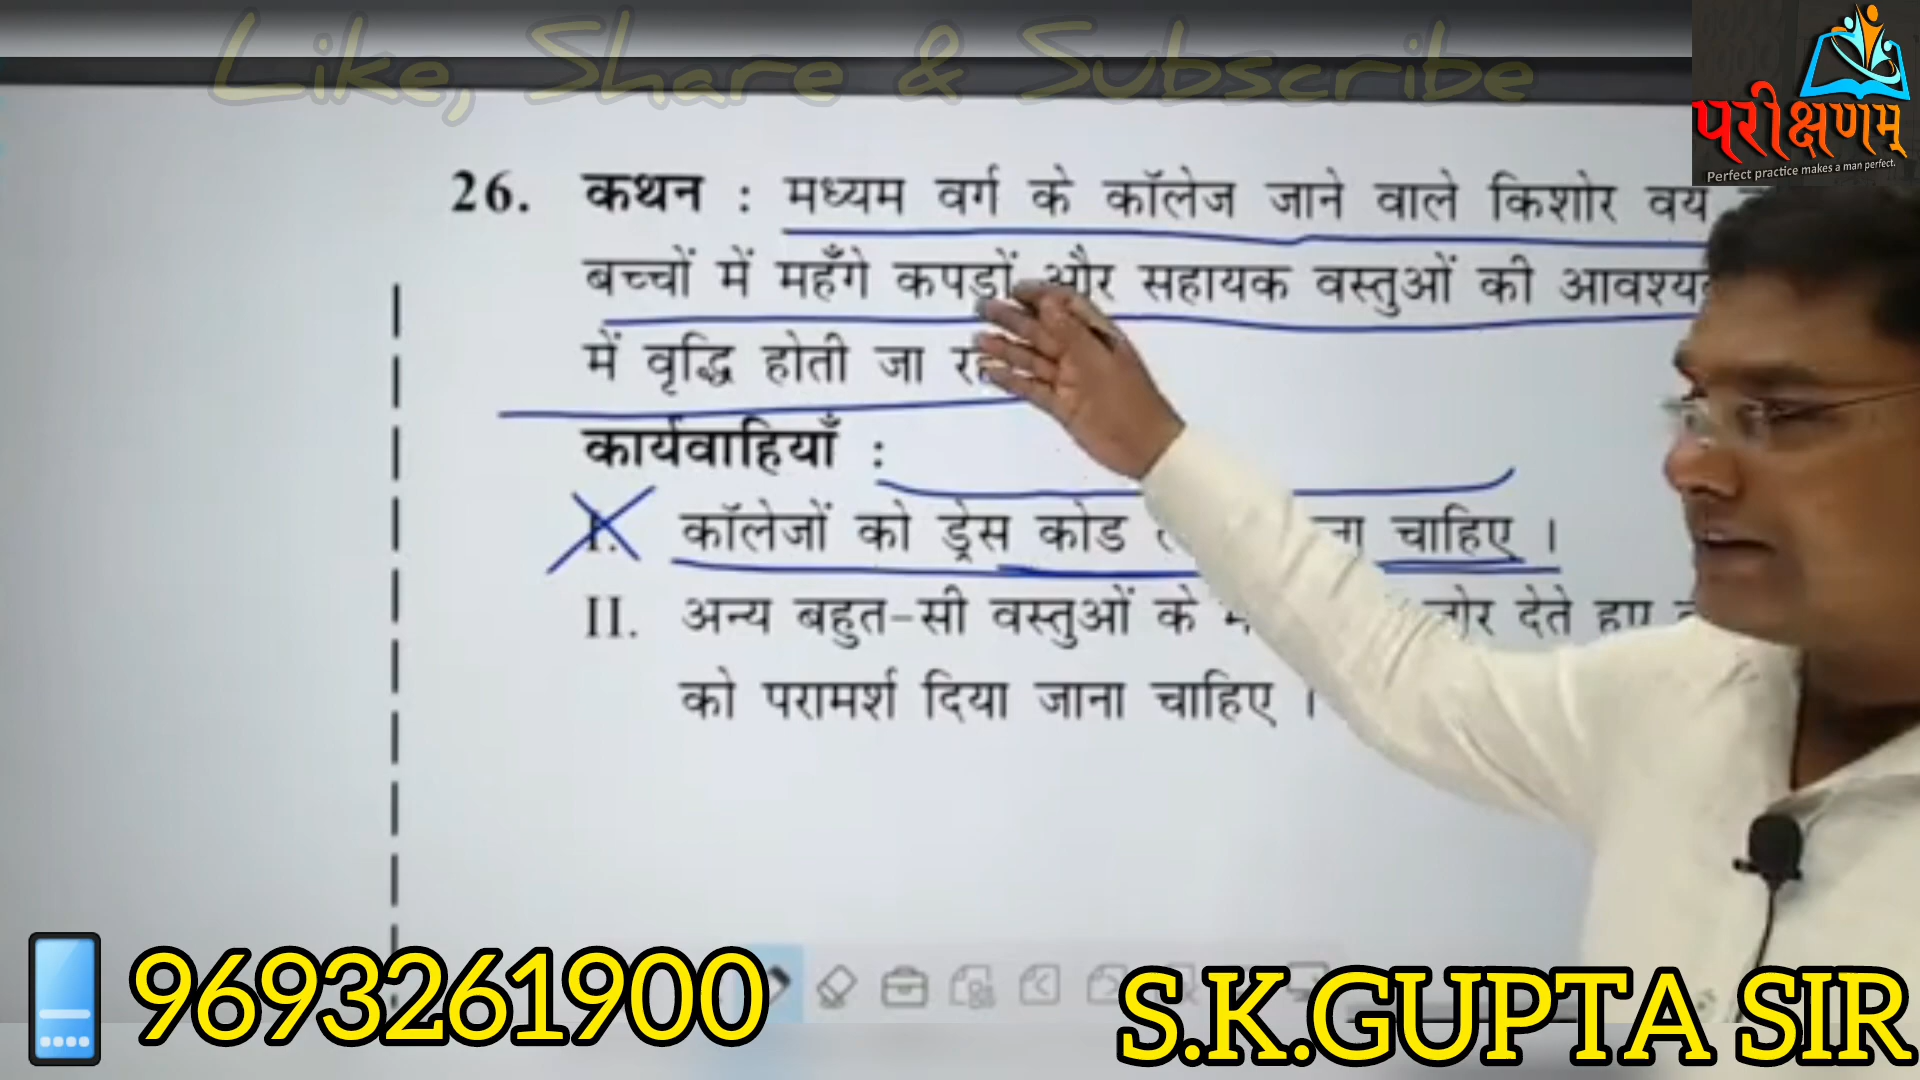 Like, Share & Subscribe
परीक्षणम्
Perfect practice makes a man perfect.
26. कथन : मध्यम वर्ग के कॉलेज जाने वाले किशोर वय
बच्चों में महँगे कपड़ों और सहायक वस्तुओं की
में वृद्धि होती जा
कार्यवाहियाँ :
I. कॉलेजों को ड्रेस कोड चाहिए ।
II. अन्य बहुत-सी वस्तुओं के देते हुए
को परामर्श दिया जाना चाहिए ।
9693261900
S.K.GUPTA SIR